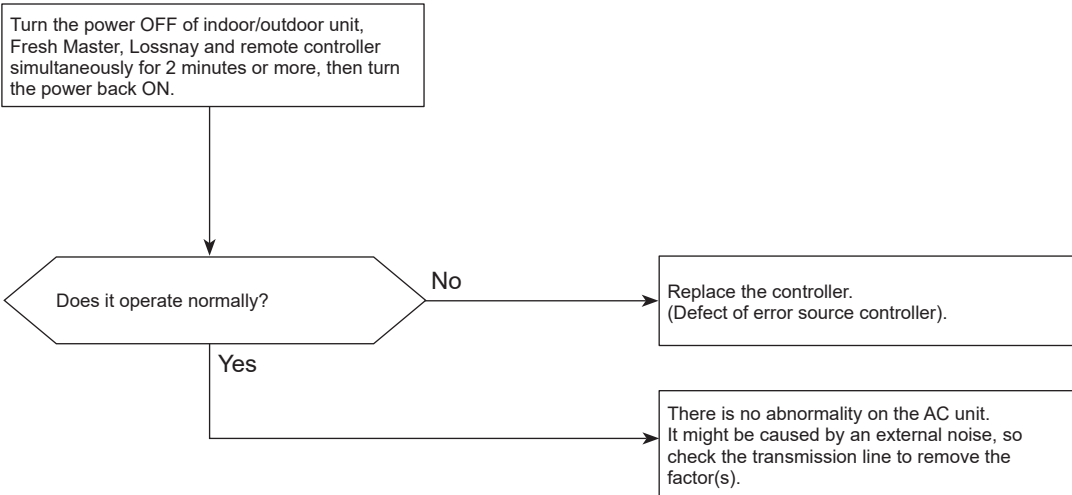 Turn the power OFF of indoor/outdoor unit,
Fresh Master, Lossnay and remote controller
simultaneously for 2 minutes or more, then turn
the power back ON.
Does it operate normally?
No
Replace the controller.
(Defect of error source controller).
Yes
There is no abnormality on the AC unit.
It might be caused by an external noise, so
check the transmission line to remove the
factor(s).